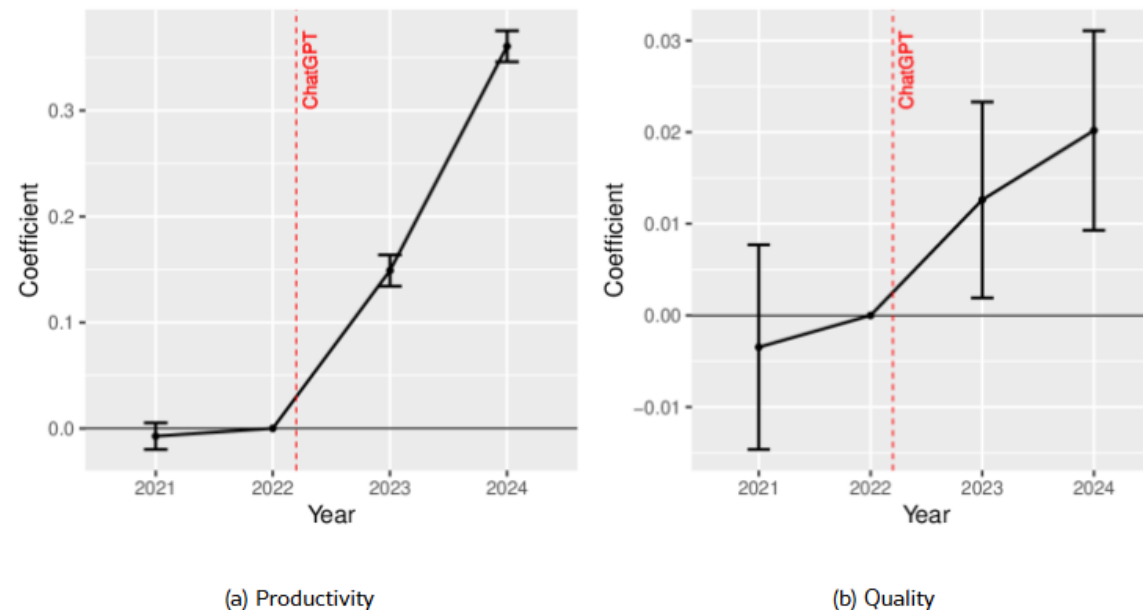 ChatGPT
0.3
0.2
0.1
0.0
Coefficient
2021 2022 2023 2024
Year
(a) Productivity
ChatGPT
0.03
0.02
0.01
0.00
−0.01
Coefficient
2021 2022 2023 2024
Year
(b) Quality